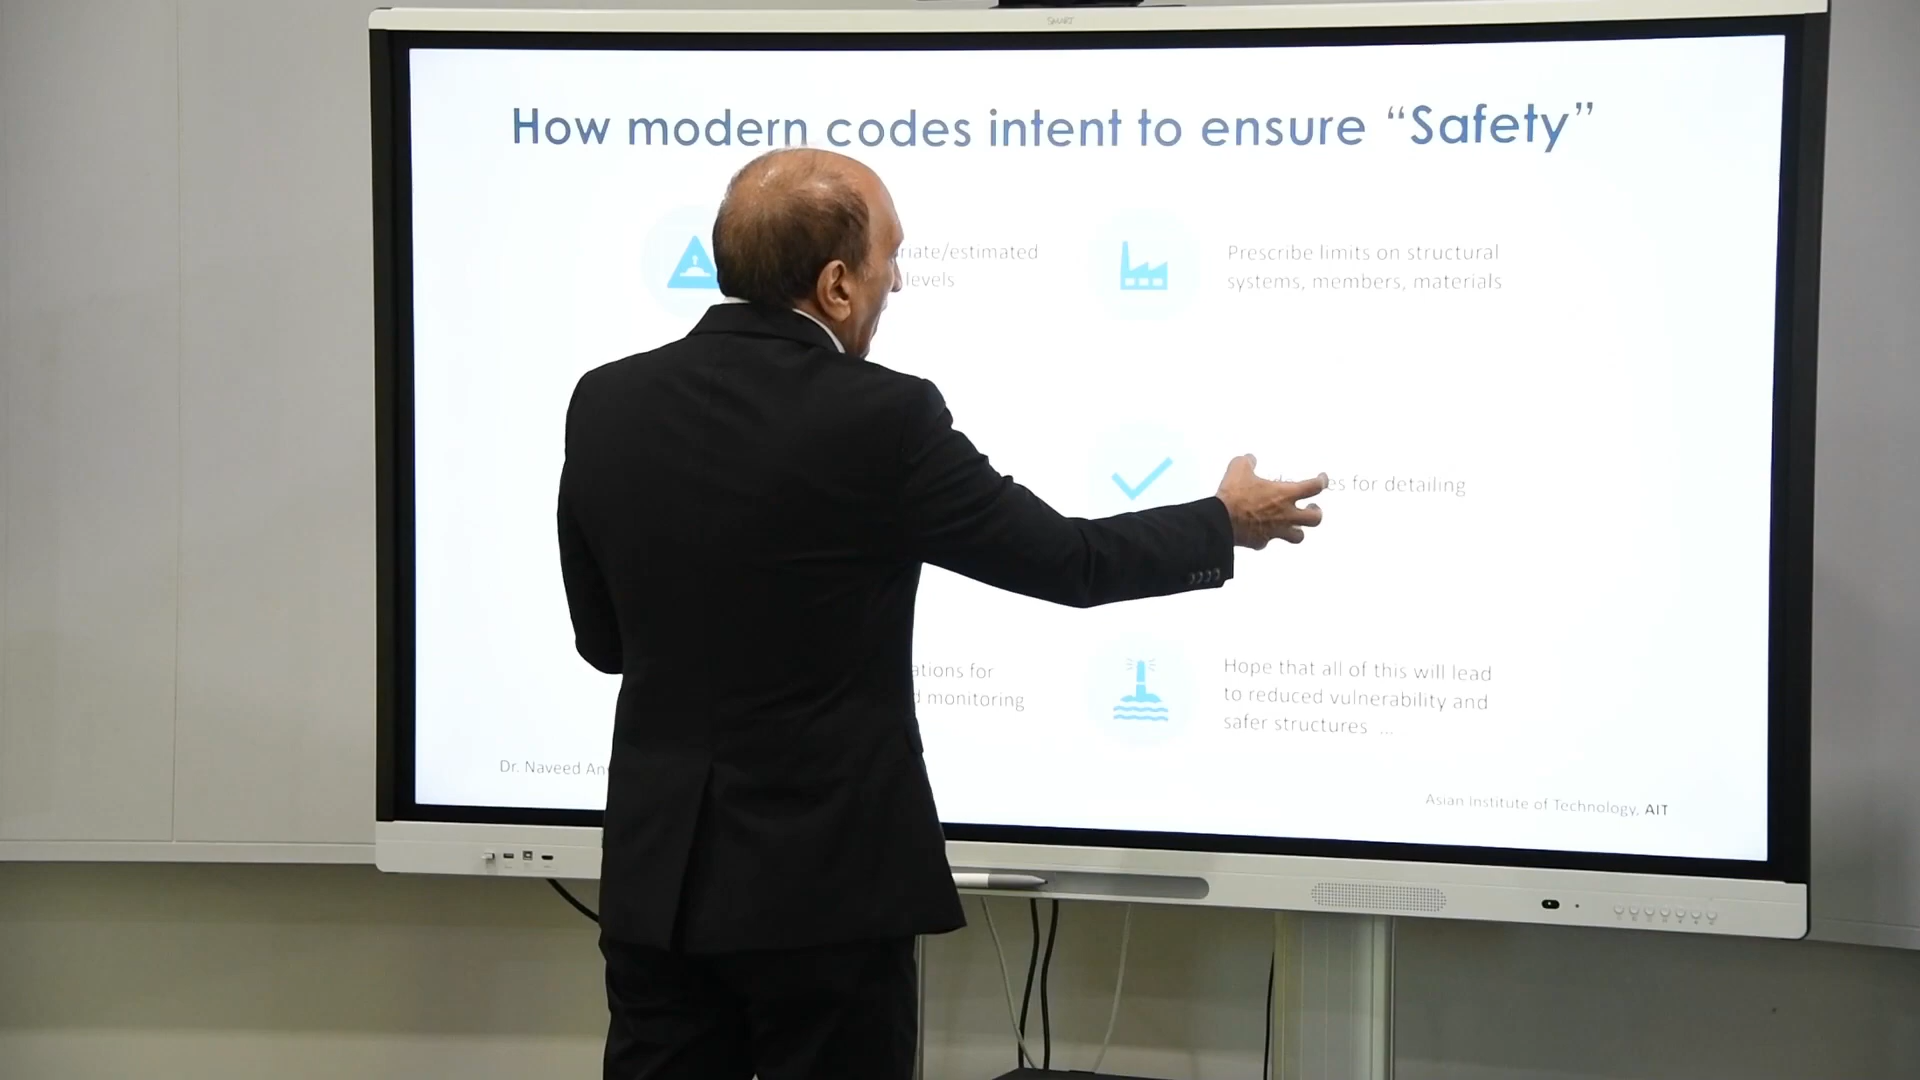 SMART
How modern codes intent to ensure “Safety”
riate/estimated
levels
Prescribe limits on structural
systems, members, materials
es for detailing
ations for
d monitoring
Hope that all of this will lead
to reduced vulnerability and
safer structures ...
Dr. Naveed An
Asian Institute of Technology, AIT